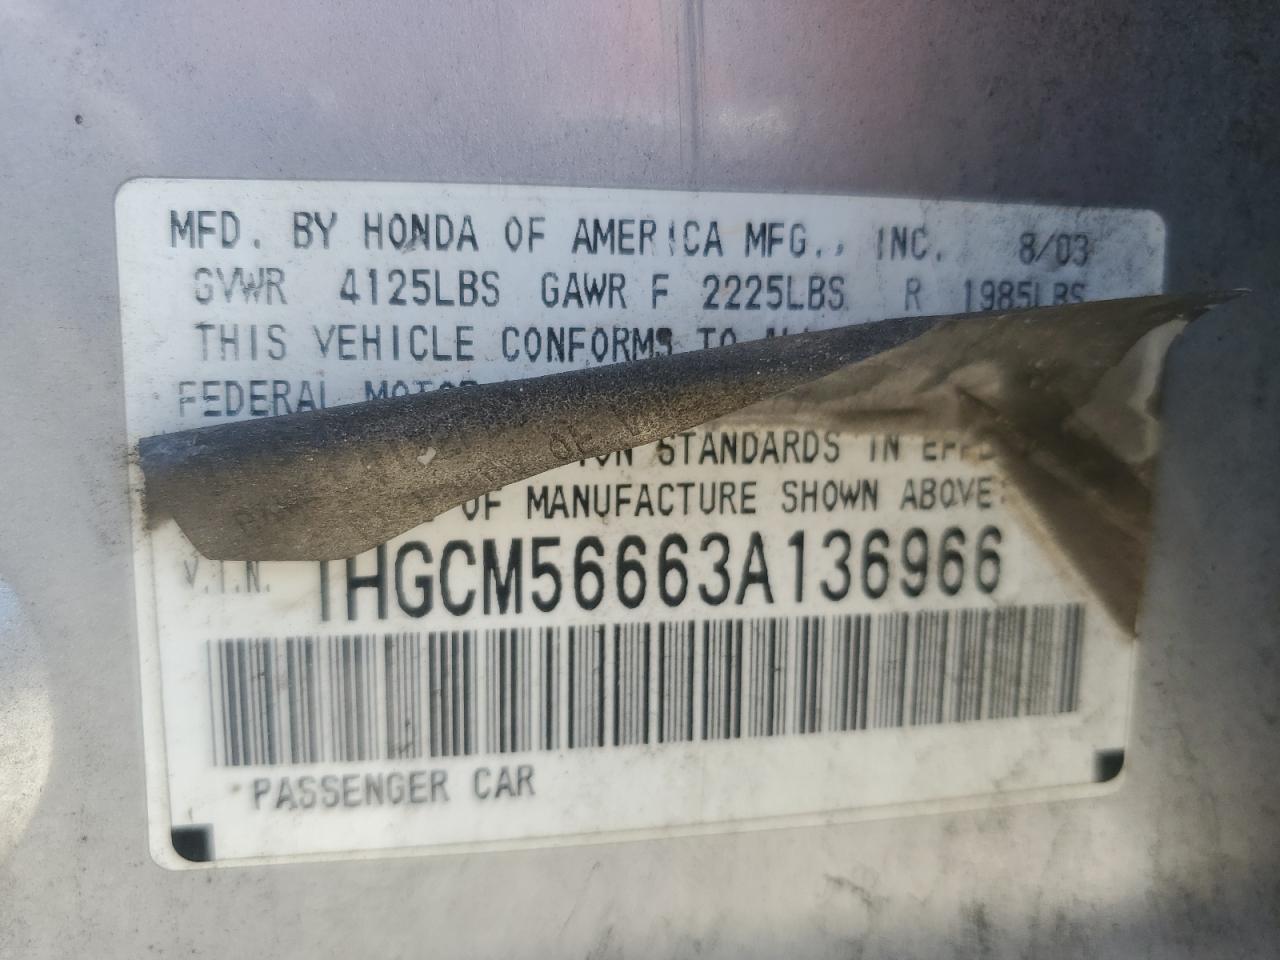 MFD. BY HONDA OF AMERICA MFG., INC. 8/03
GVWR 4125LBS GAWR F 2225LBS R 1985LBS
THIS VEHICLE CONFORMS TO
FEDERAL MOTOR
STANDARDS IN
OF MANUFACTURE SHOWN ABOVE.
V.I.N. 1HGCM56663A136966
PASSENGER CAR